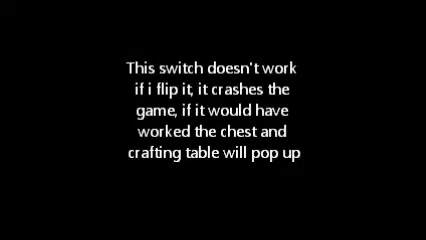 This switch doesn't work
if i flip it, it crashes the
game, if it would have
worked the chest and
crafting table will pop up